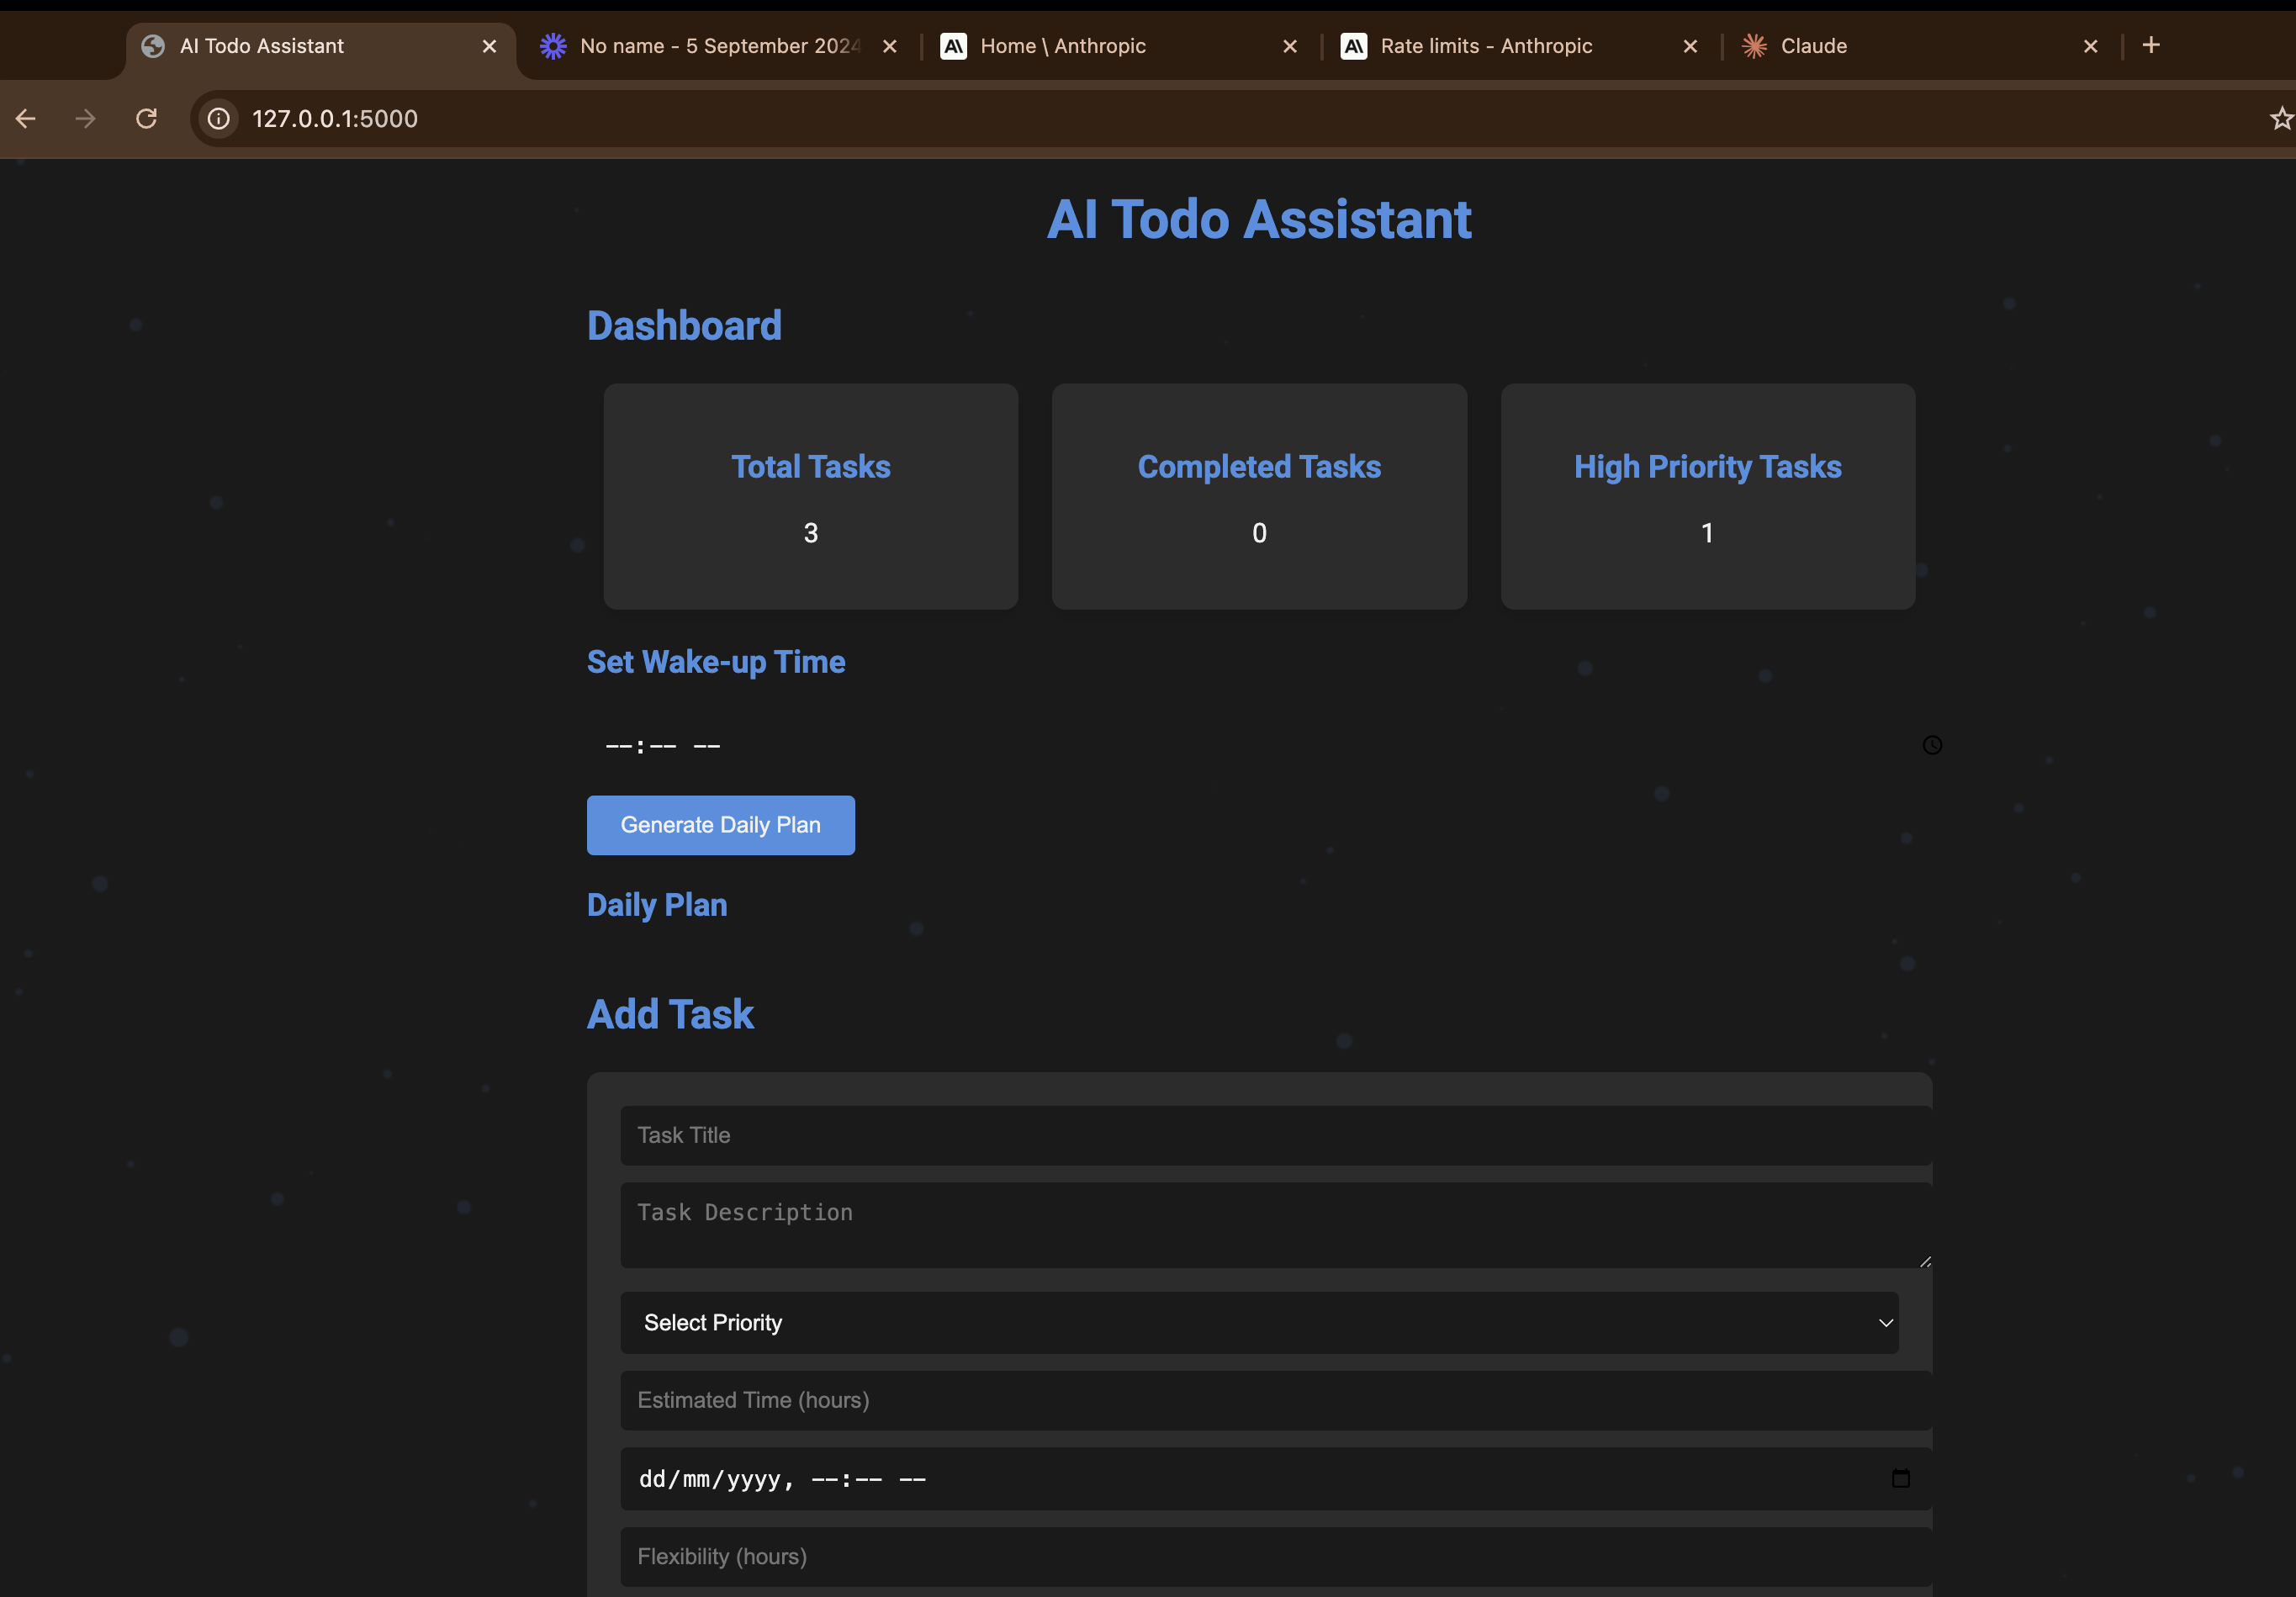 AI Todo Assistant
No name - 5 September 2024
Home \ Anthropic
Rate limits - Anthropic
Claude
127.0.0.1:5000
AI Todo Assistant
Dashboard
Total Tasks
3
Completed Tasks
0
High Priority Tasks
1
Set Wake-up Time
--:-- --
Generate Daily Plan
Daily Plan
Add Task
Task Title
Task Description
Select Priority
Estimated Time (hours)
dd/mm/yyyy, --:-- --
Flexibility (hours)